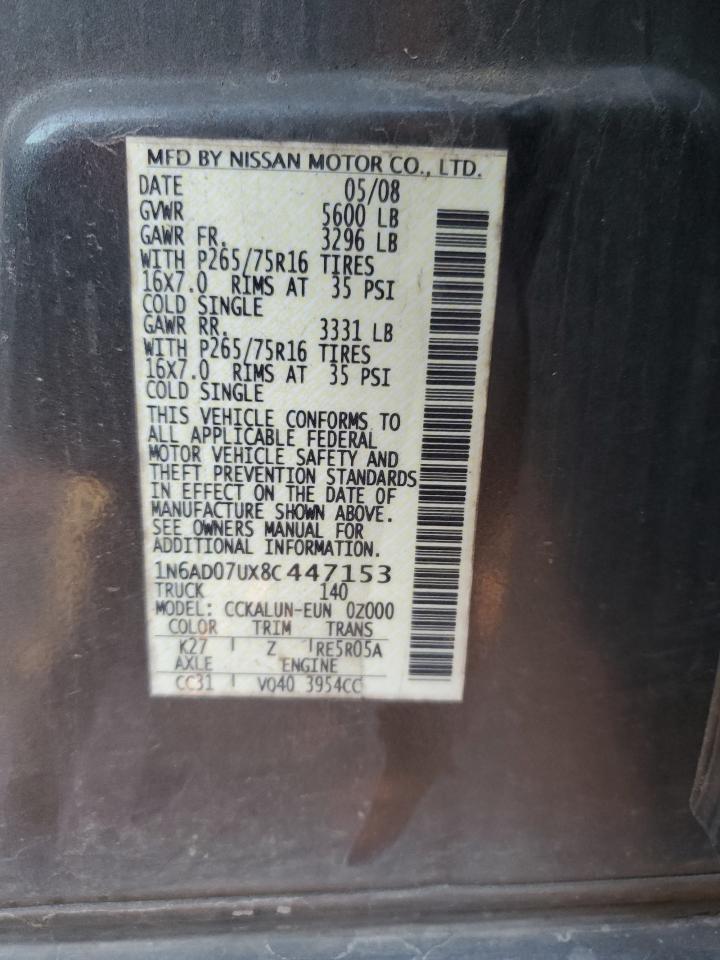 MFD BY NISSAN MOTOR CO., LTD.
DATE 05/08
GVWR 5600 LB
GAWR FR. 3296 LB
WITH P265/75R16 TIRES
16X7.0 RIMS AT 35 PSI
COLD SINGLE
GAWR RR. 3331 LB
WITH P265/75R16 TIRES
16X7.0 RIMS AT 35 PSI
COLD SINGLE
THIS VEHICLE CONFORMS TO
ALL APPLICABLE FEDERAL
MOTOR VEHICLE SAFETY AND
THEFT PREVENTION STANDARDS
IN EFFECT ON THE DATE OF
MANUFACTURE SHOWN ABOVE.
SEE OWNERS MANUAL FOR
ADDITIONAL INFORMATION.
1N6AD07UX8C447153
TRUCK 140
MODEL: CCKALUN-EUN 0Z000
COLOR TRIM TRANS
K27 Z RE5R05A
AXLE ENGINE
CC31 VQ40 3954CC